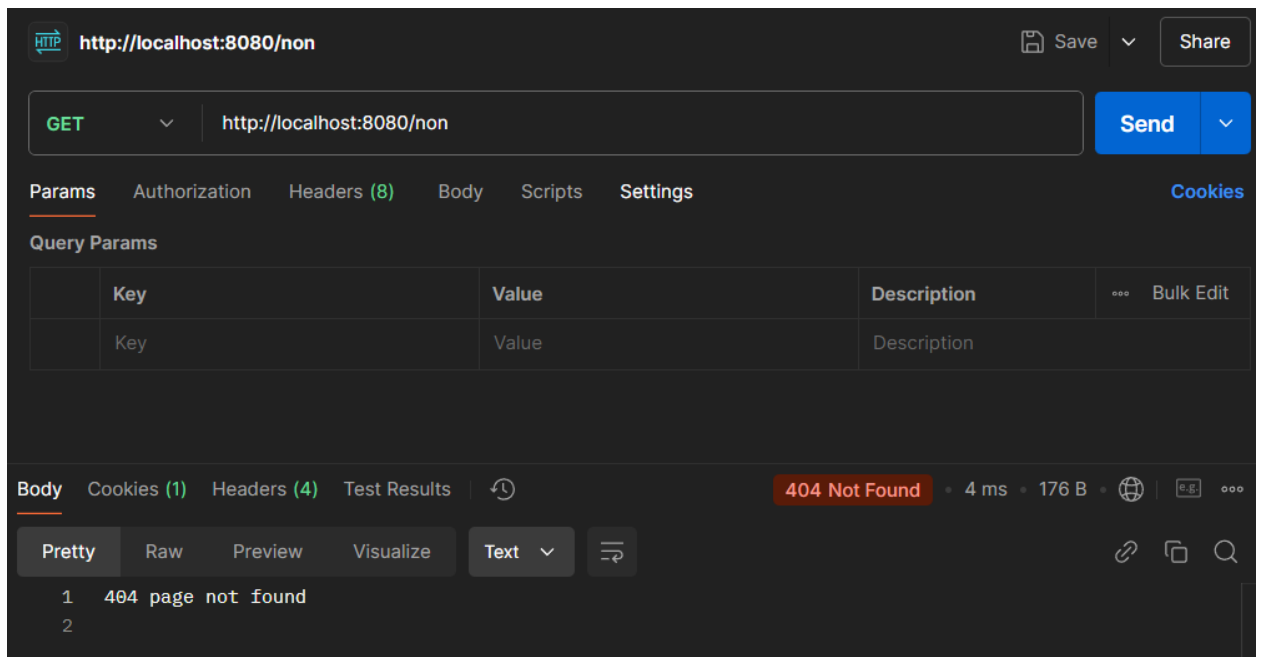 HTTP http://localhost:8080/non Save Share
GET http://localhost:8080/non Send
Params Authorization Headers (8) Body Scripts Settings Cookies
Query Params
Key Value Description Bulk Edit
Key Value Description
Body Cookies (1) Headers (4) Test Results 404 Not Found 4 ms 176 B e.g.
Pretty Raw Preview Visualize Text
1 404 page not found
2